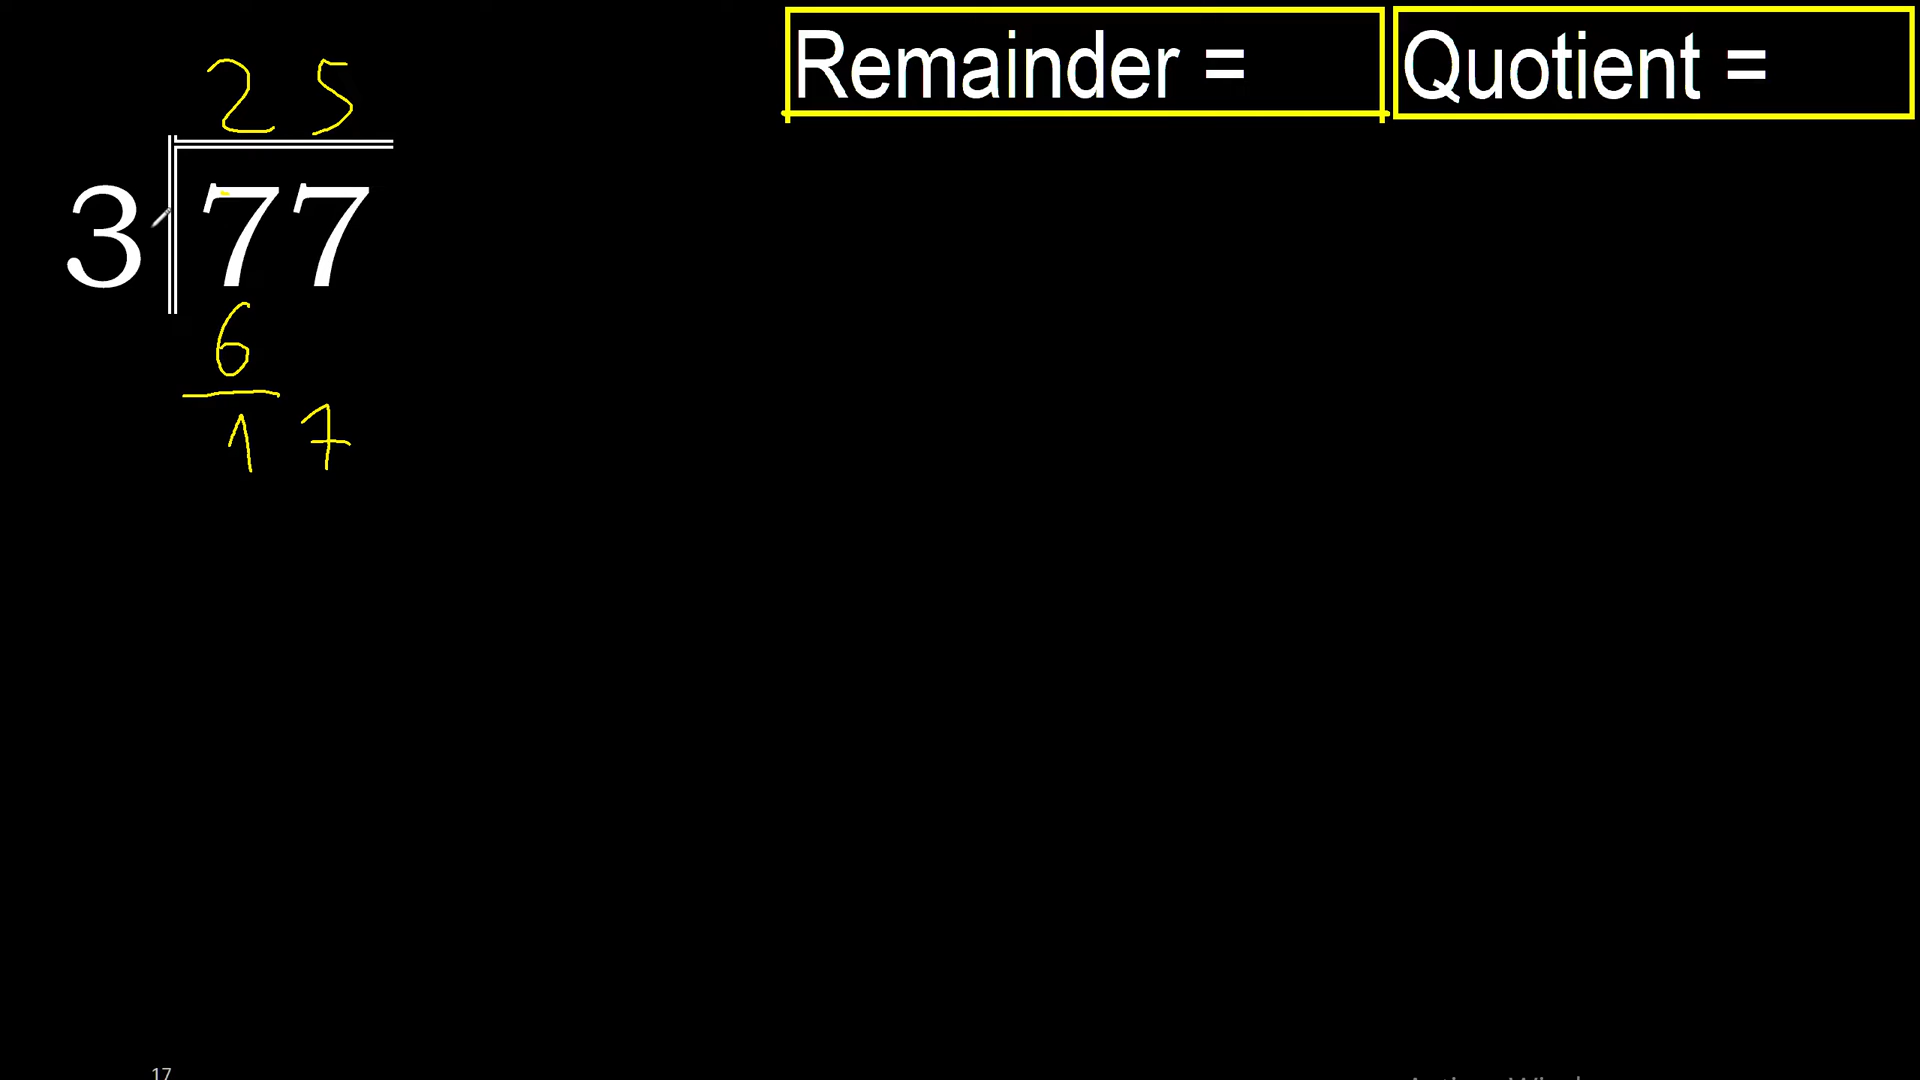 Remainder =
Quotient =
25
3 77
6
17
17